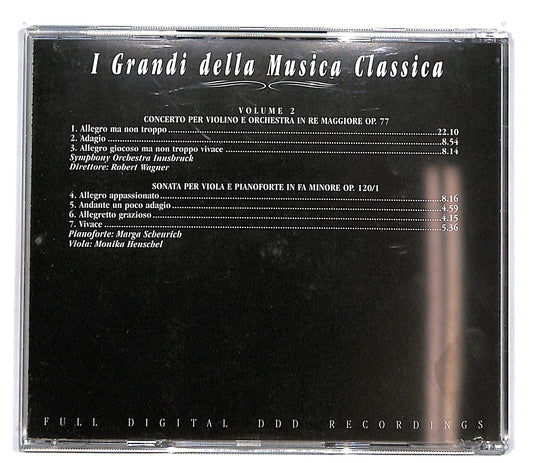 I Grandi della Musica Classica
VOLUME 2
CONCERTO PER VIOLINO E ORCHESTRA IN RE MAGGIORE OP. 77
1. Allegro ma non troppo 22.10
2. Adagio 8.54
3. Allegro giocoso ma non troppo vivace 8.14
Symphony Orchestra Innsbruck
Direttore: Robert Wagner
SONATA PER VIOLA E PIANOFORTE IN FA MINORE OP. 120/1
4. Allegro appassionato 8.16
5. Andante un poco adagio 4.59
6. Allegretto grazioso 4.15
7. Vivace 5.36
Pianoforte: Marga Scheurich
Viola: Monika Henschel
FULL DIGITAL DDD RECORDINGS